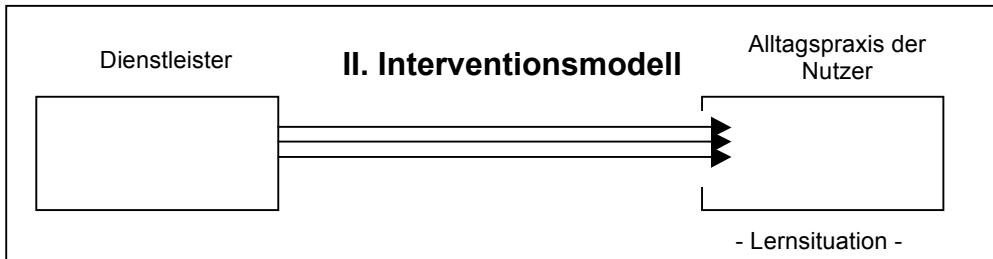 Dienstleister
II. Interventionsmodell
Alltagspraxis der
Nutzer
- Lernsituation -